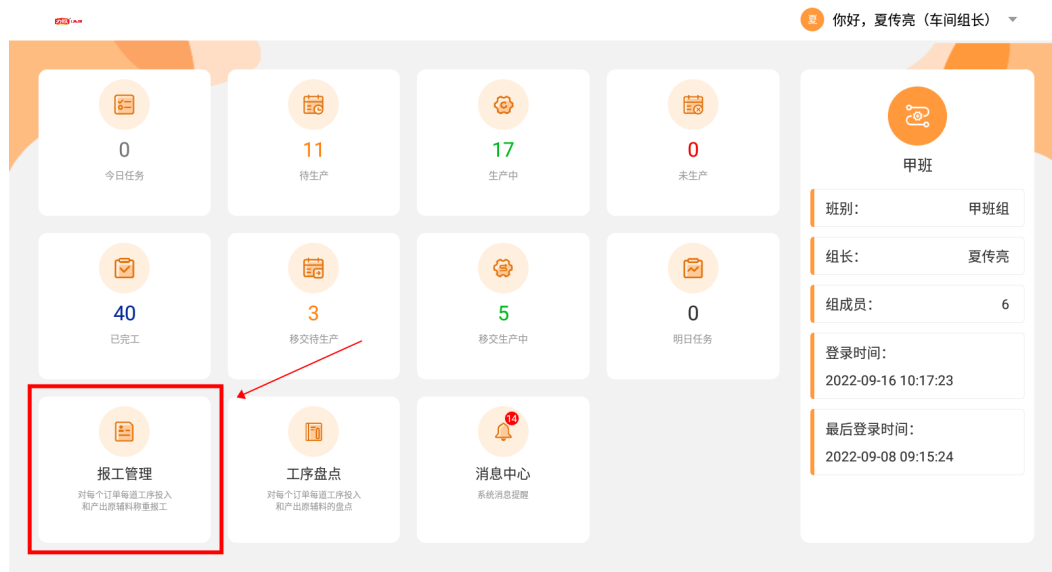 夏 你好，夏传亮（车间组长）
0
今日任务
11
待生产
17
生产中
0
未生产
40
已完工
3
移交待生产
5
移交生产中
0
明日任务
报工管理
对每个订单每道工序投入
和产出原辅料称重报工
工序盘点
对每个订单每道工序投入
和产出原辅料的盘点
14
消息中心
系统消息提醒
甲班
班别： 甲班组
组长： 夏传亮
组成员： 6
登录时间：
2022-09-16 10:17:23
最后登录时间：
2022-09-08 09:15:24